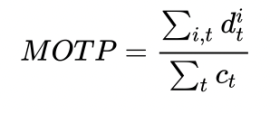 MOTP = \frac{\sum_{i,t} d_t^i}{\sum_t c_t}